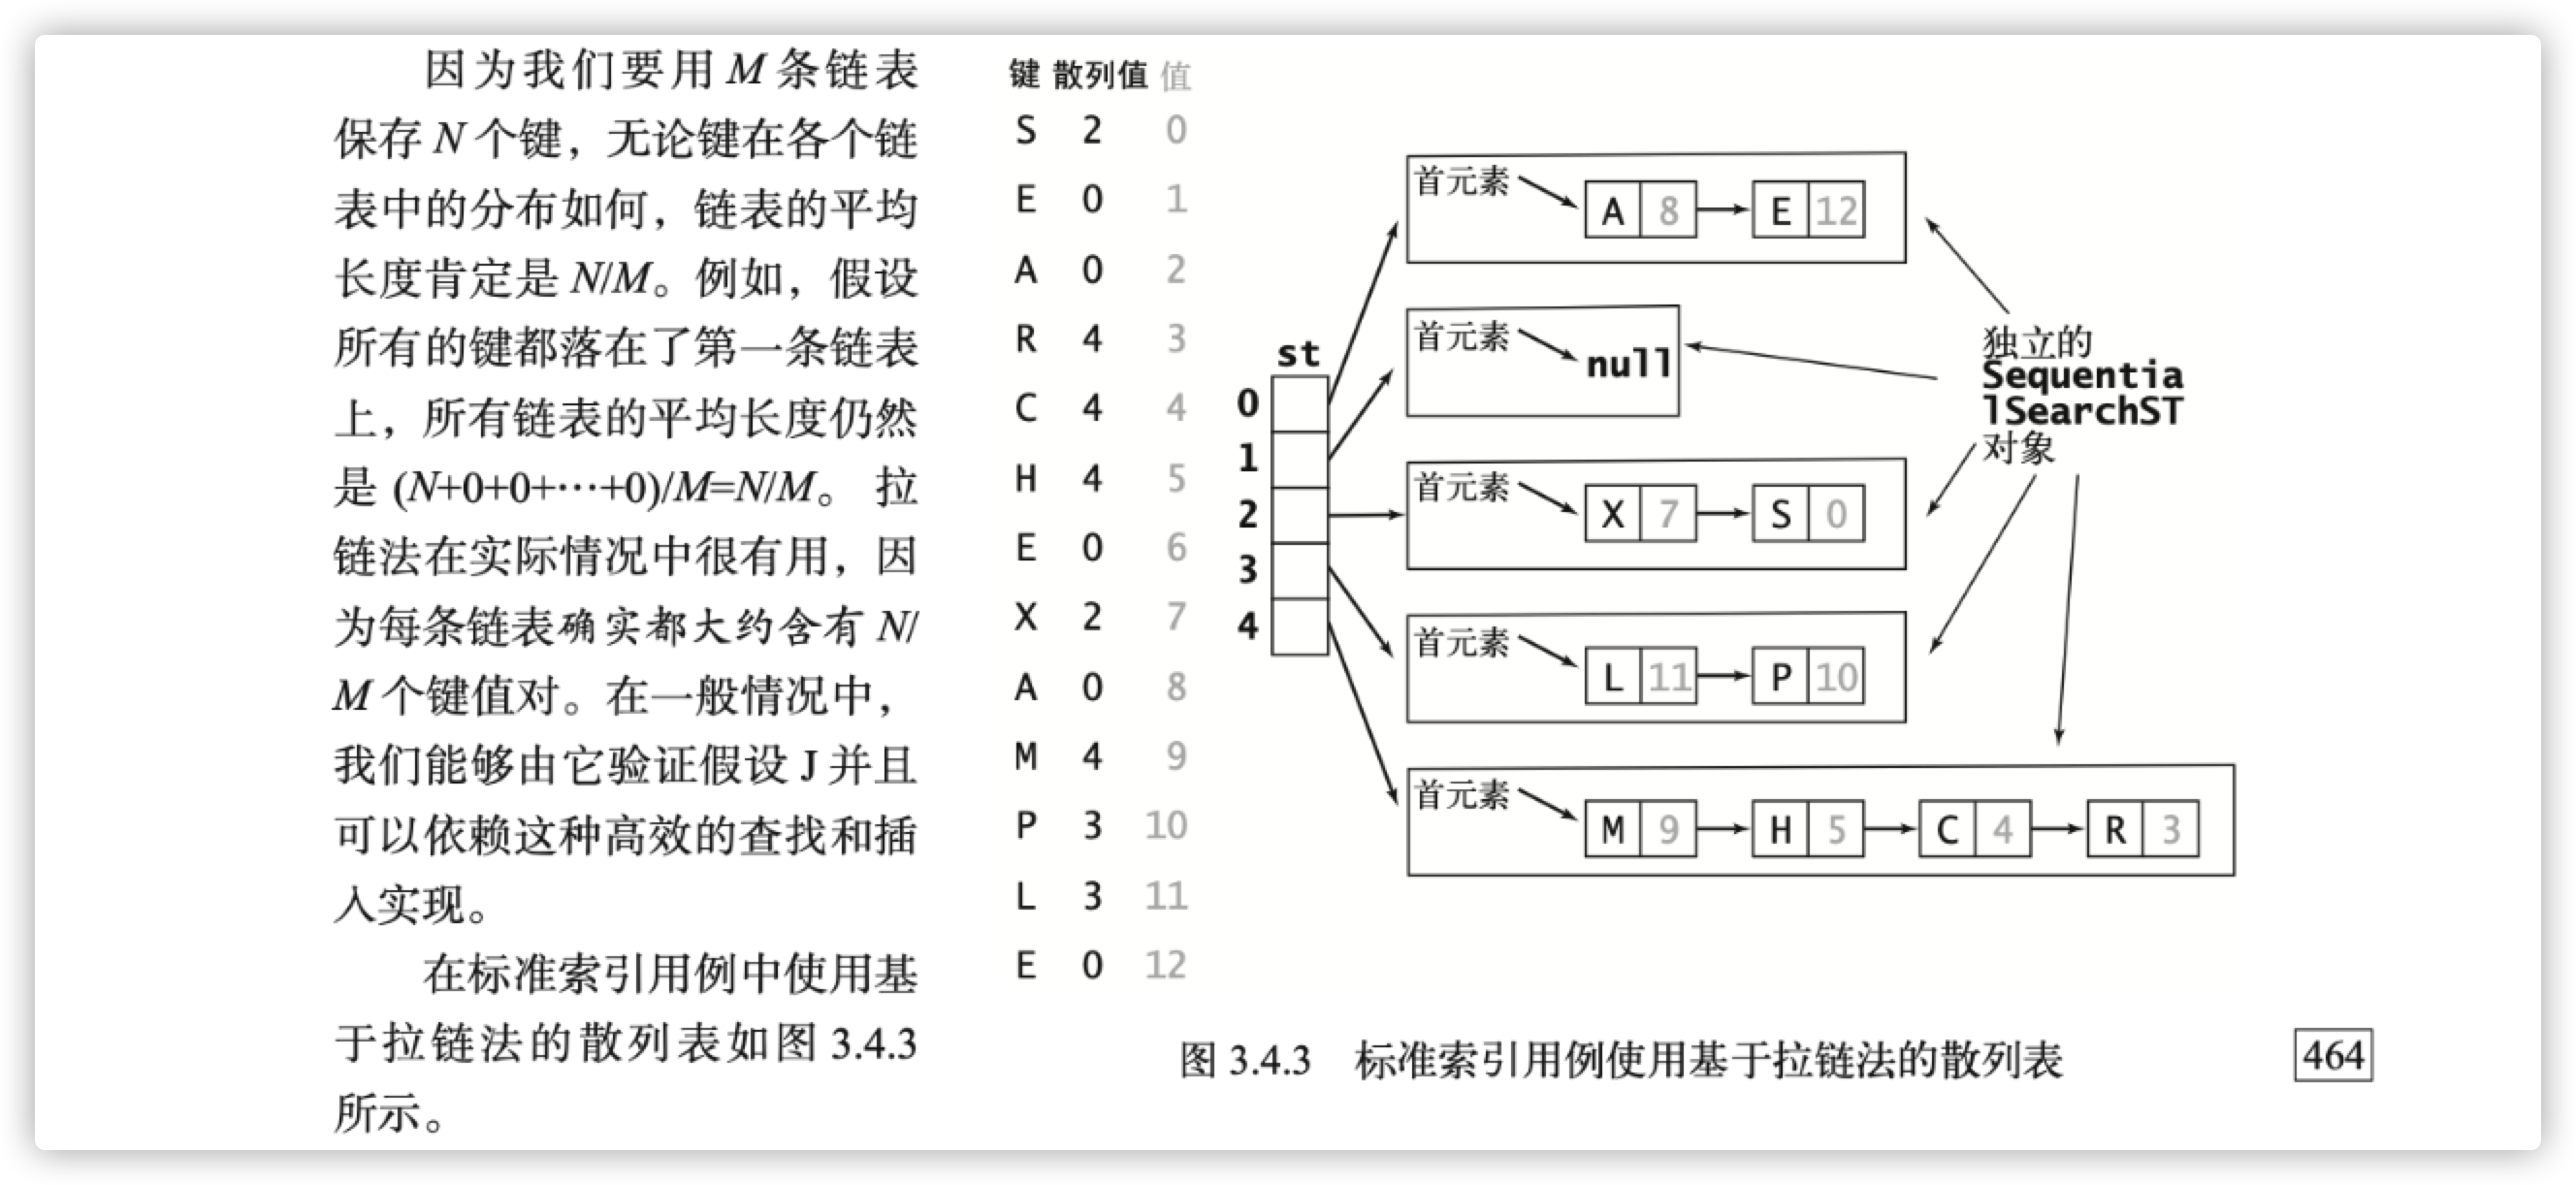 因为我们要用 M 条链表
保存 N 个键，无论键在各个链
表中的分布如何，链表的平均
长度肯定是 N/M。例如，假设
所有的键都落在了第一条链表
上，所有链表的平均长度仍然
是 (N+0+0+…+0)/M=N/M。 拉
链法在实际情况中很有用，因
为每条链表确实都大约含有 N/
M 个键值对。在一般情况中，
我们能够由它验证假设 J 并且
可以依赖这种高效的查找和插
入实现。
在标准索引用例中使用基
于拉链法的散列表如图 3.4.3
所示。
键 散列值 值
S 2 0
E 0 1
A 0 2
R 4 3
C 4 4
H 4 5
E 0 6
X 2 7
A 0 8
M 4 9
P 3 10
L 3 11
E 0 12
st
0
1
2
3
4
首元素
A 8 E 12
首元素
null
首元素
X 7 S 0
首元素
L 11 P 10
首元素
M 9 H 5 C 4 R 3
独立的
Sequentia
lSearchST
对象
图 3.4.3 标准索引用例使用基于拉链法的散列表
464